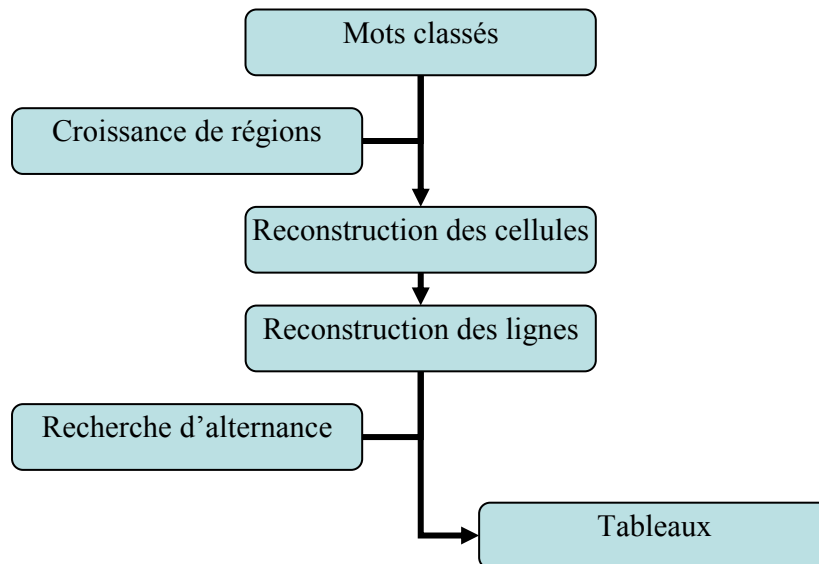 Mots classés
Croissance de régions
Reconstruction des cellules
Reconstruction des lignes
Recherche d’alternance
Tableaux